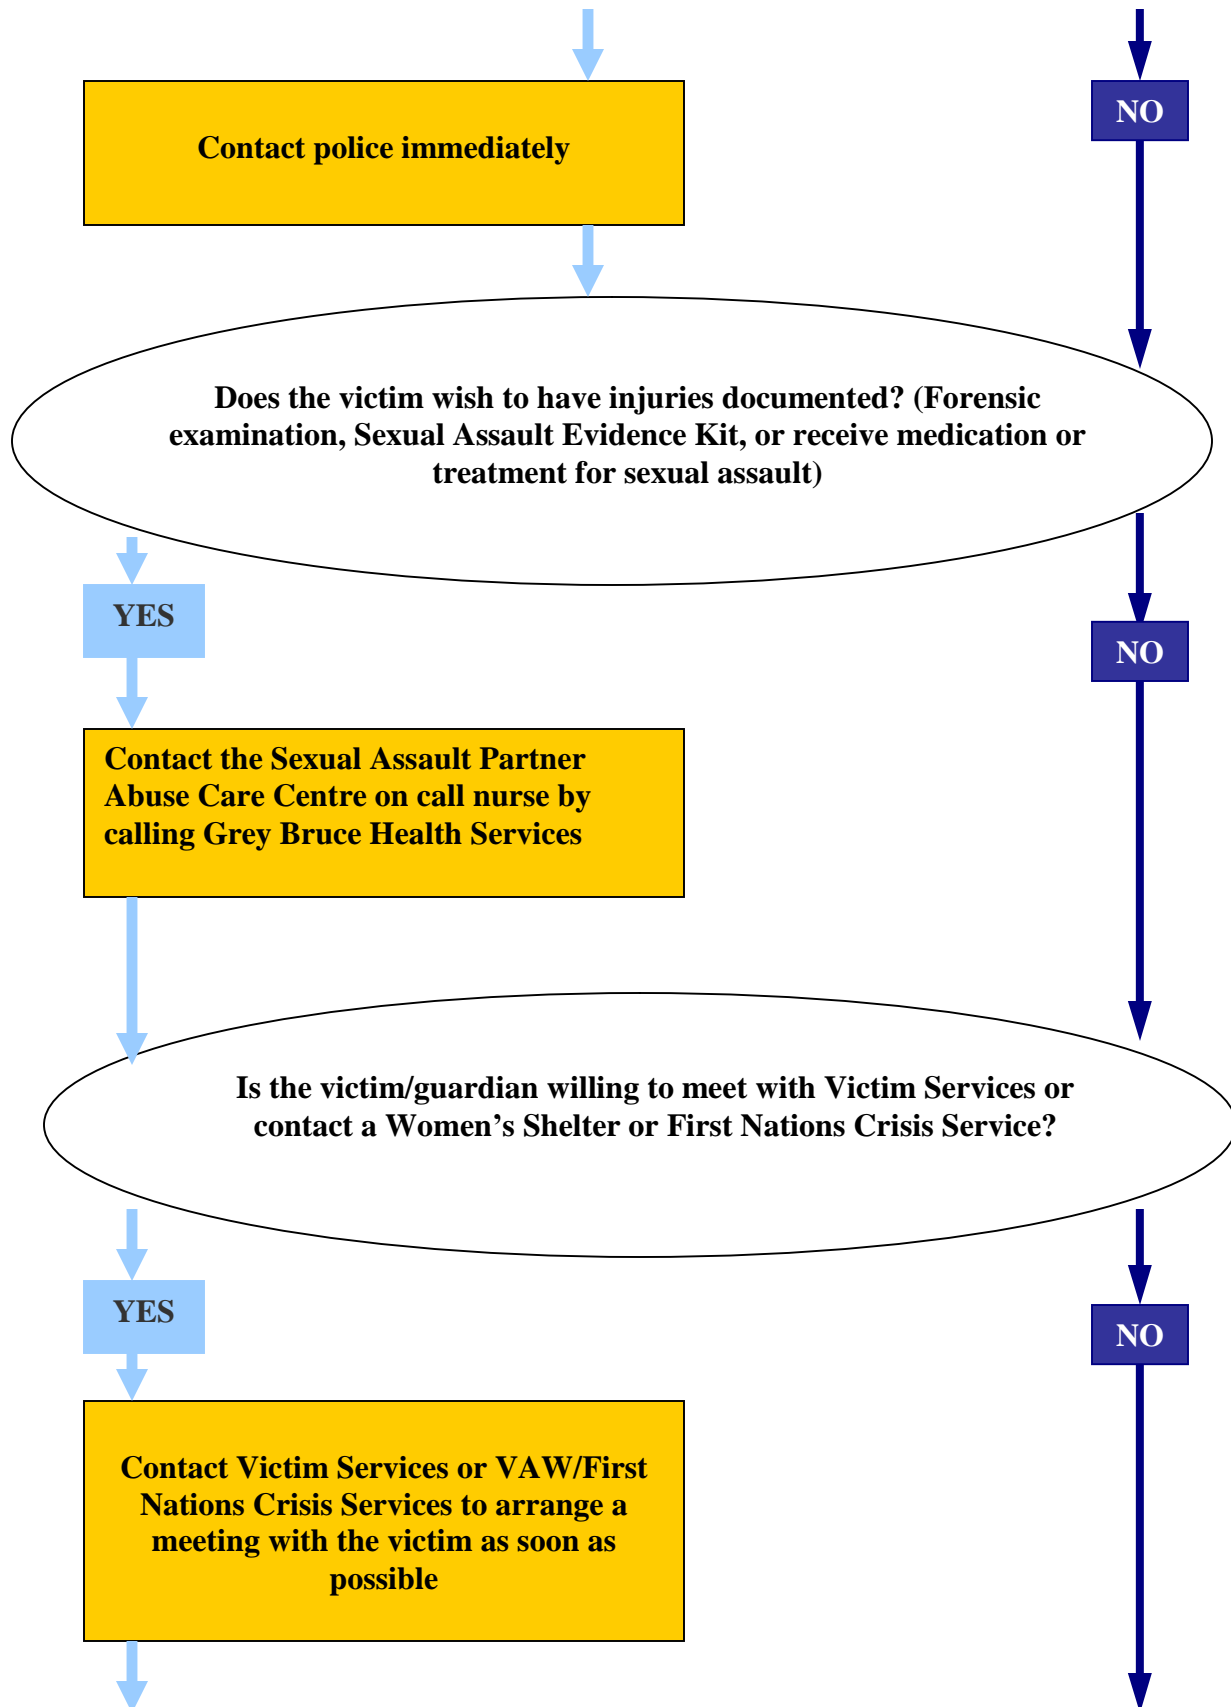 Contact police immediately
NO
Does the victim wish to have injuries documented? (Forensic
examination, Sexual Assault Evidence Kit, or receive medication or
treatment for sexual assault)
YES
NO
Contact the Sexual Assault Partner
Abuse Care Centre on call nurse by
calling Grey Bruce Health Services
Is the victim/guardian willing to meet with Victim Services or
contact a Women’s Shelter or First Nations Crisis Service?
YES
NO
Contact Victim Services or VAW/First
Nations Crisis Services to arrange a
meeting with the victim as soon as
possible